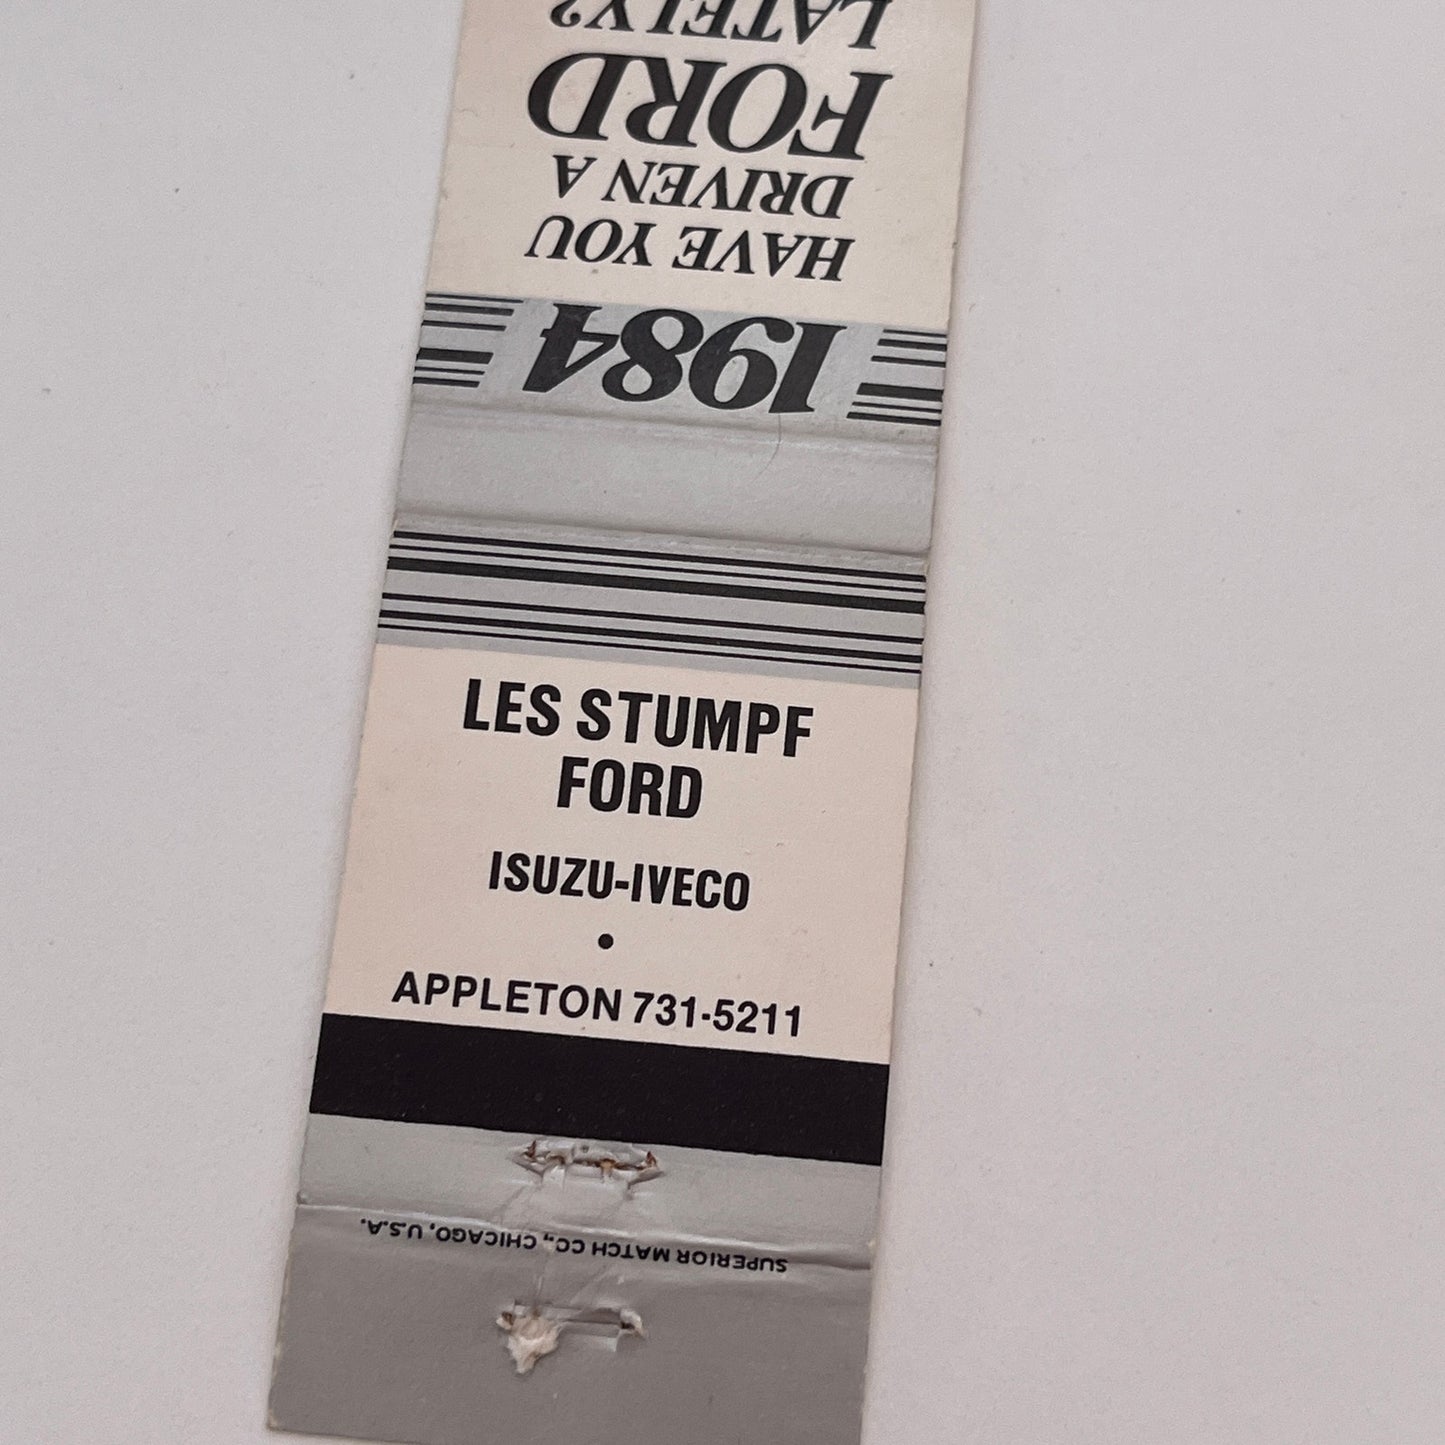 1984
HAVE YOU
DRIVEN A
FORD
LATELY?
LES STUMPF
FORD
ISUZU-IVECO
•
APPLETON 731-5211
SUPERIOR MATCH CO., CHICAGO, U.S.A.